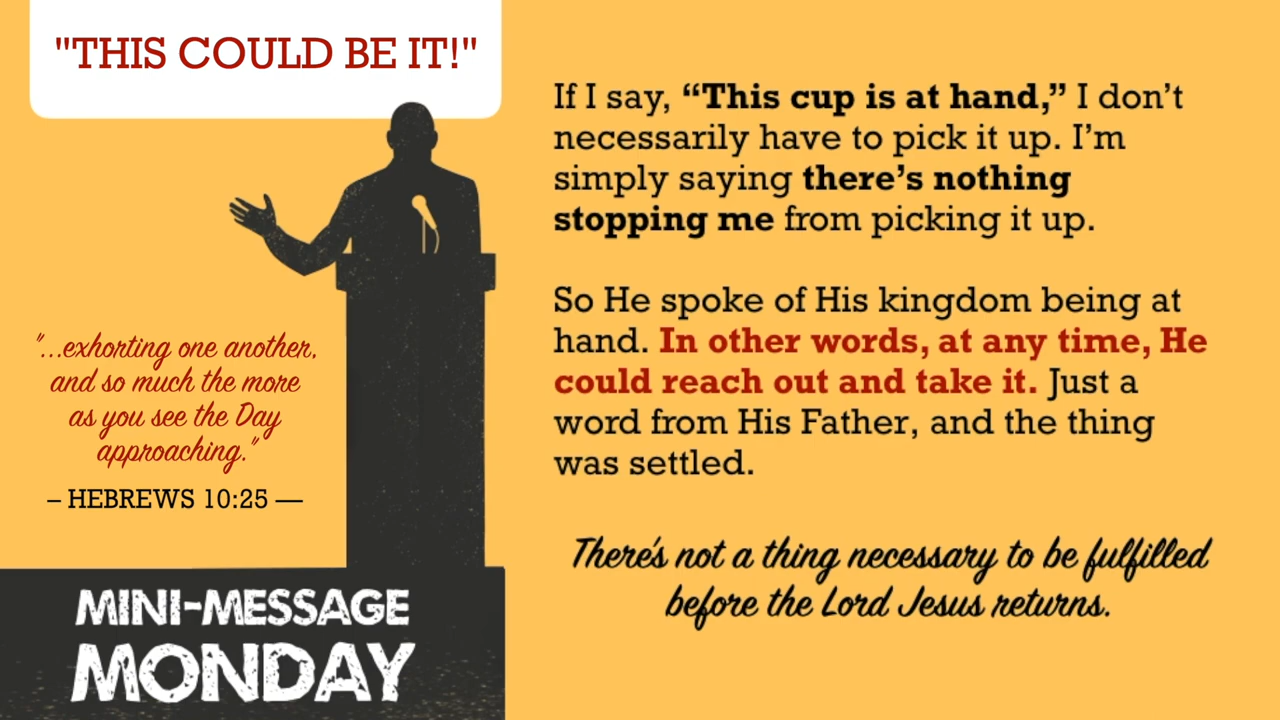 "THIS COULD BE IT!"
"...exhorting one another,
and so much the more
as you see the Day
approaching."
– HEBREWS 10:25 —
MINI-MESSAGE
MONDAY
If I say, “This cup is at hand,” I don’t
necessarily have to pick it up. I’m
simply saying there’s nothing
stopping me from picking it up.
So He spoke of His kingdom being at
hand. In other words, at any time, He
could reach out and take it. Just a
word from His Father, and the thing
was settled.
There's not a thing necessary to be fulfilled
before the Lord Jesus returns.